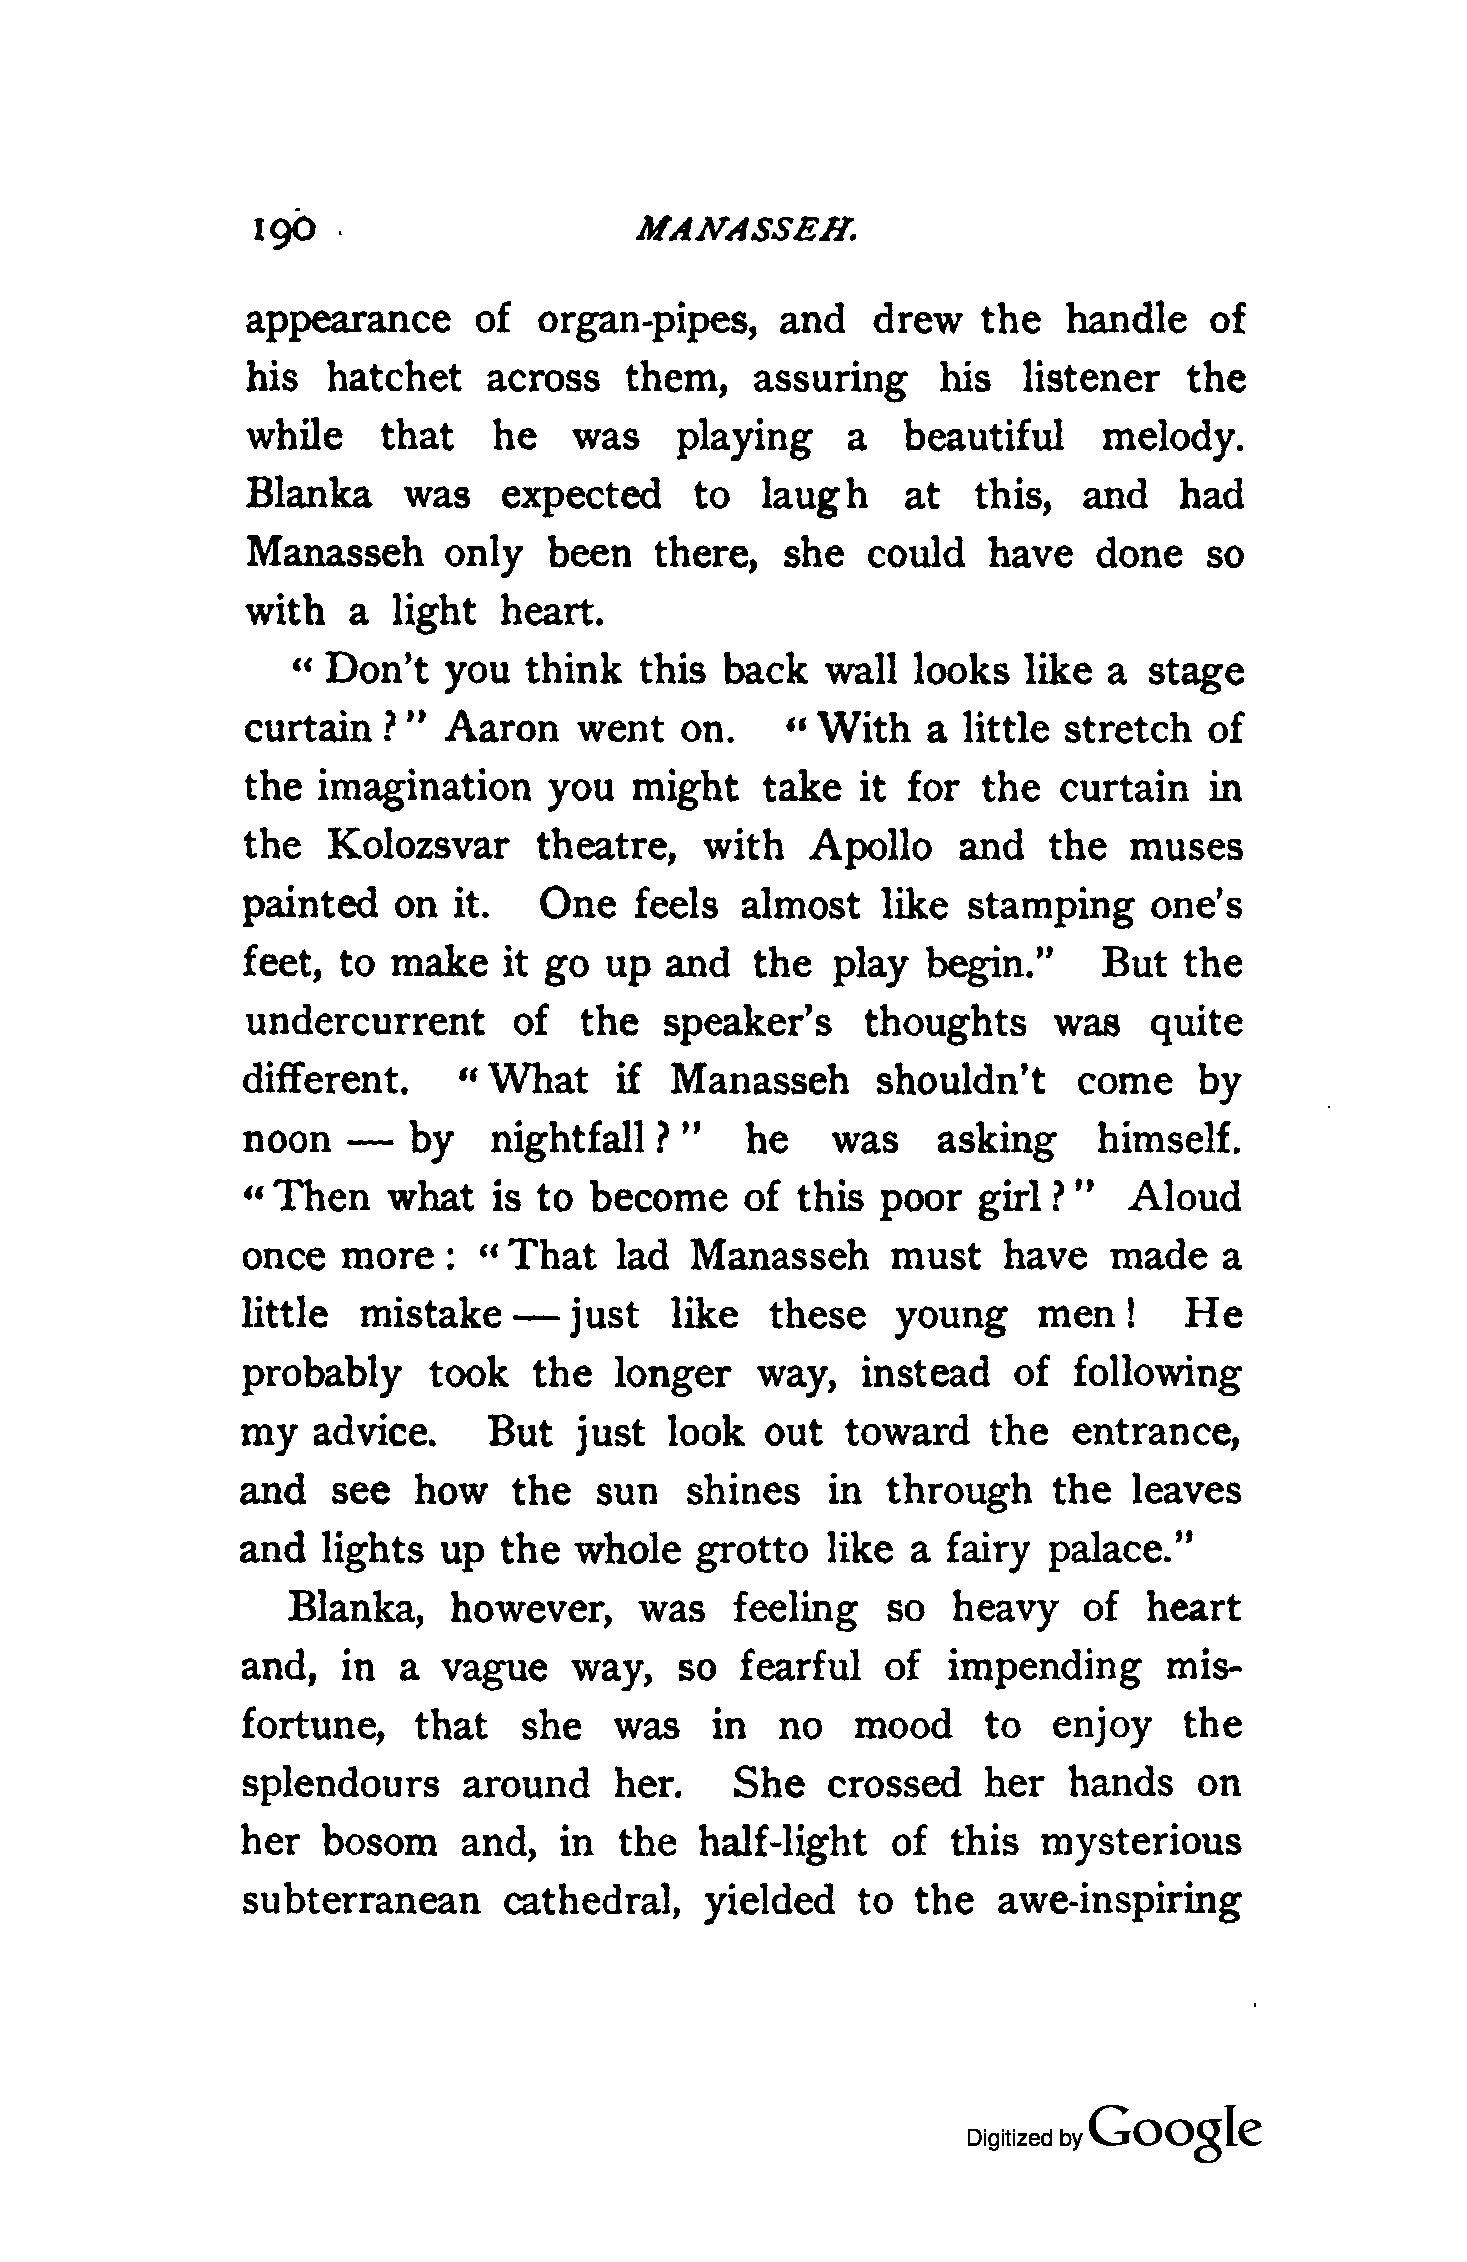 190 MANASSEH.
appearance of organ-pipes, and drew the handle of
his hatchet across them, assuring his listener the
while that he was playing a beautiful melody.
Blanka was expected to laugh at this, and had
Manasseh only been there, she could have done so
with a light heart.
“Don’t you think this back wall looks like a stage
curtain?” Aaron went on. “With a little stretch of
the imagination you might take it for the curtain in
the Kolozsvar theatre, with Apollo and the muses
painted on it. One feels almost like stamping one’s
feet, to make it go up and the play begin.” But the
undercurrent of the speaker’s thoughts was quite
different. “What if Manasseh shouldn’t come by
noon — by nightfall?” he was asking himself.
“Then what is to become of this poor girl?” Aloud
once more: “That lad Manasseh must have made a
little mistake — just like these young men! He
probably took the longer way, instead of following
my advice. But just look out toward the entrance,
and see how the sun shines in through the leaves
and lights up the whole grotto like a fairy palace.”
Blanka, however, was feeling so heavy of heart
and, in a vague way, so fearful of impending mis-
fortune, that she was in no mood to enjoy the
splendours around her. She crossed her hands on
her bosom and, in the half-light of this mysterious
subterranean cathedral, yielded to the awe-inspiring
Digitized by Google